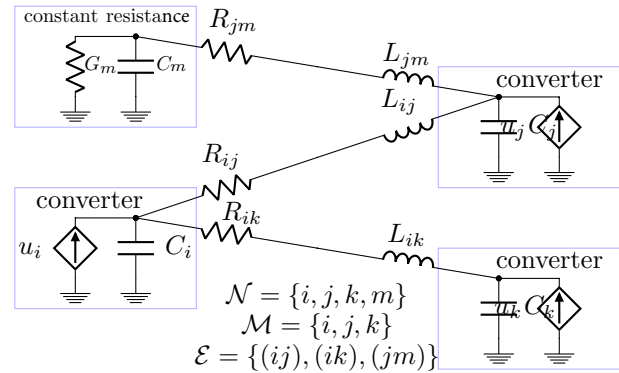 constant resistance
R_{jm}
G_m
C_m
L_{jm}
converter
L_{ij}
u_j C_j
R_{ij}
converter
R_{ik}
u_i
C_i
L_{ik}
converter
u_k C_k
\mathcal{N} = \{i, j, k, m\}
\mathcal{M} = \{i, j, k\}
\mathcal{E} = \{(ij), (ik), (jm)\}